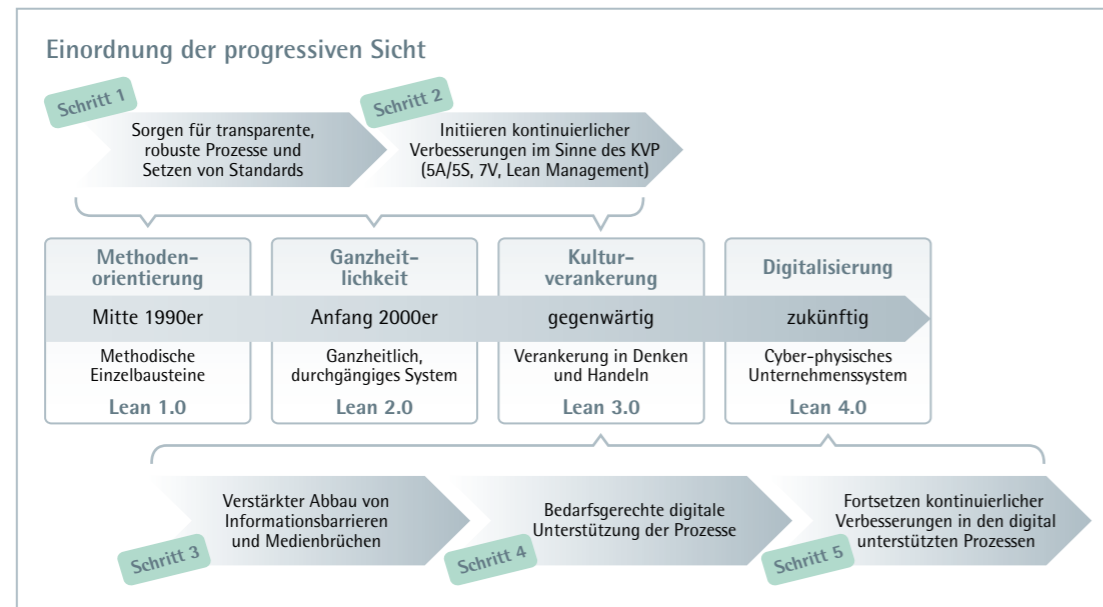 Einordnung der progressiven Sicht
Schritt 1
Sorgen für transparente,
robuste Prozesse und
Setzen von Standards
Schritt 2
Initiieren kontinuierlicher
Verbesserungen im Sinne des KVP
(5A/5S, 7V, Lean Management)
Methoden-
orientierung
Mitte 1990er
Methodische
Einzelbausteine
Lean 1.0
Ganzheit-
lichkeit
Anfang 2000er
Ganzheitlich,
durchgängiges System
Lean 2.0
Kultur-
verankerung
gegenwärtig
Verankerung in Denken
und Handeln
Lean 3.0
Digitalisierung
zukünftig
Cyber-physisches
Unternehmenssystem
Lean 4.0
Verstärkter Abbau von
Informationsbarrieren
und Medienbrüchen
Schritt 3
Bedarfsgerechte digitale
Unterstützung der Prozesse
Schritt 4
Fortsetzen kontinuierlicher
Verbesserungen in den digital
unterstützten Prozessen
Schritt 5